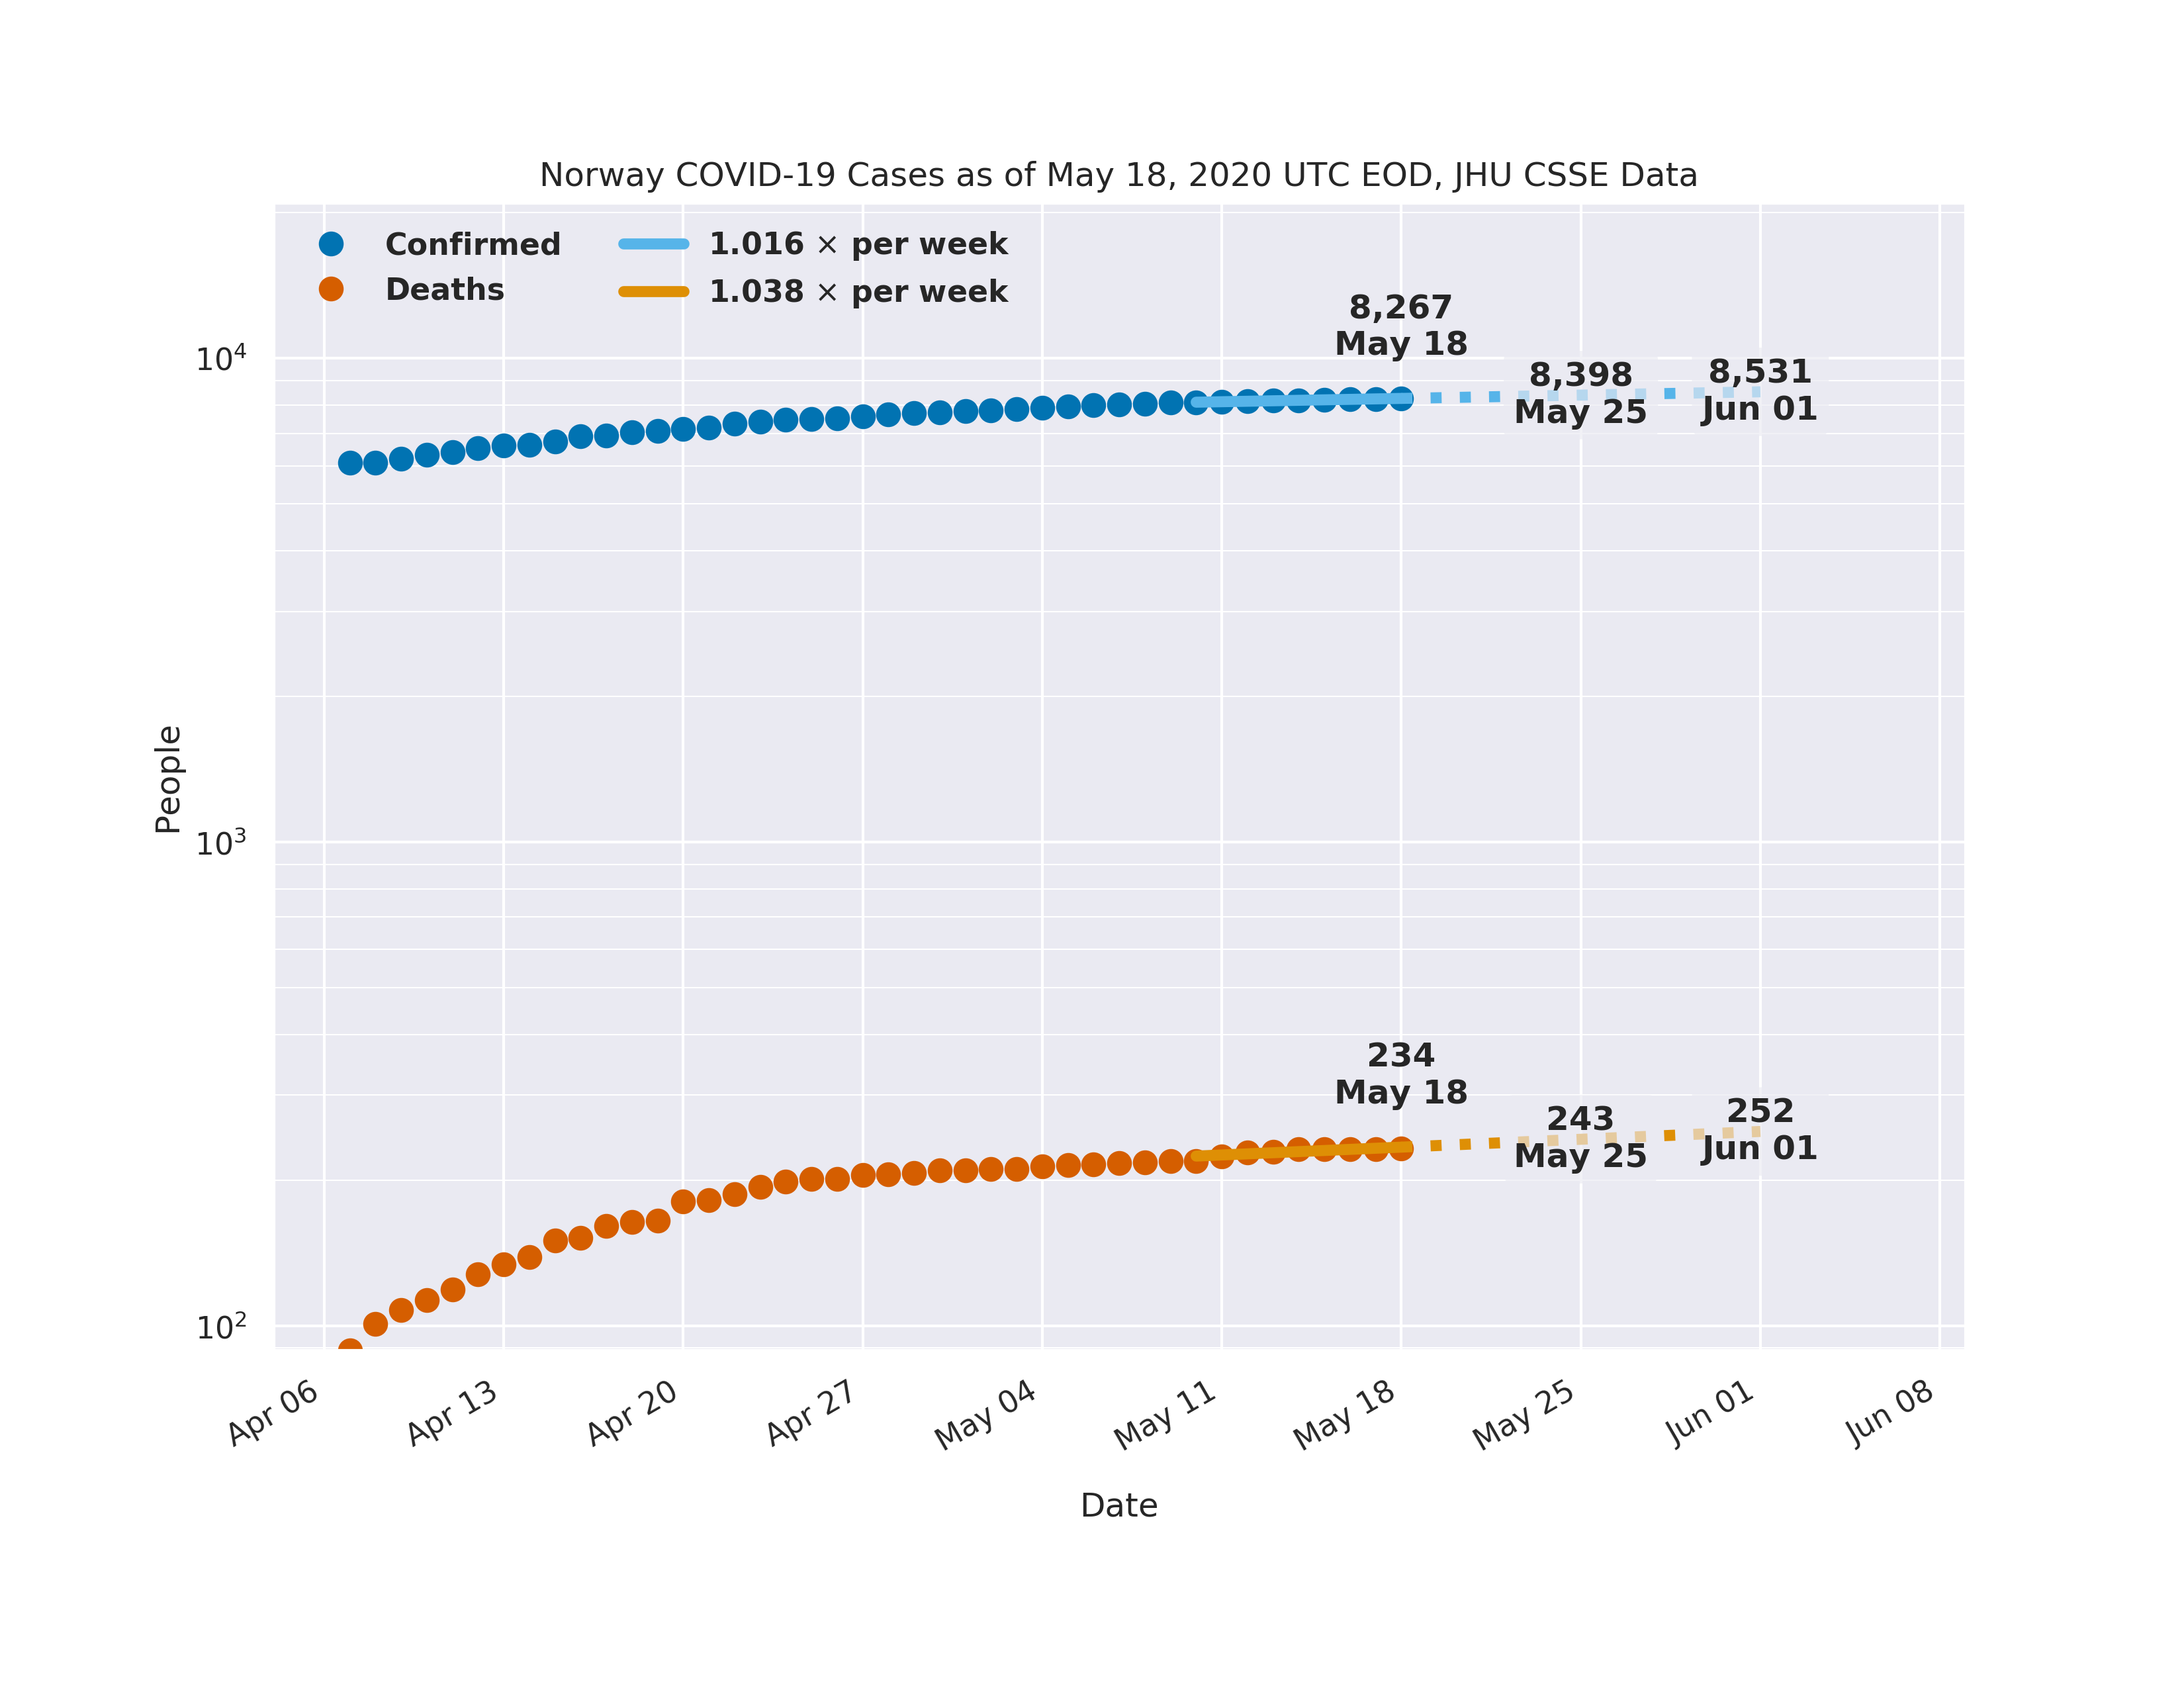 Norway COVID-19 Cases as of May 18, 2020 UTC EOD, JHU CSSE Data
Confirmed
Deaths
1.016 × per week
1.038 × per week
8,267
May 18
8,398
May 25
8,531
Jun 01
234
May 18
243
May 25
252
Jun 01
People
10⁴
10³
10²
Apr 06
Apr 13
Apr 20
Apr 27
May 04
May 11
May 18
May 25
Jun 01
Jun 08
Date